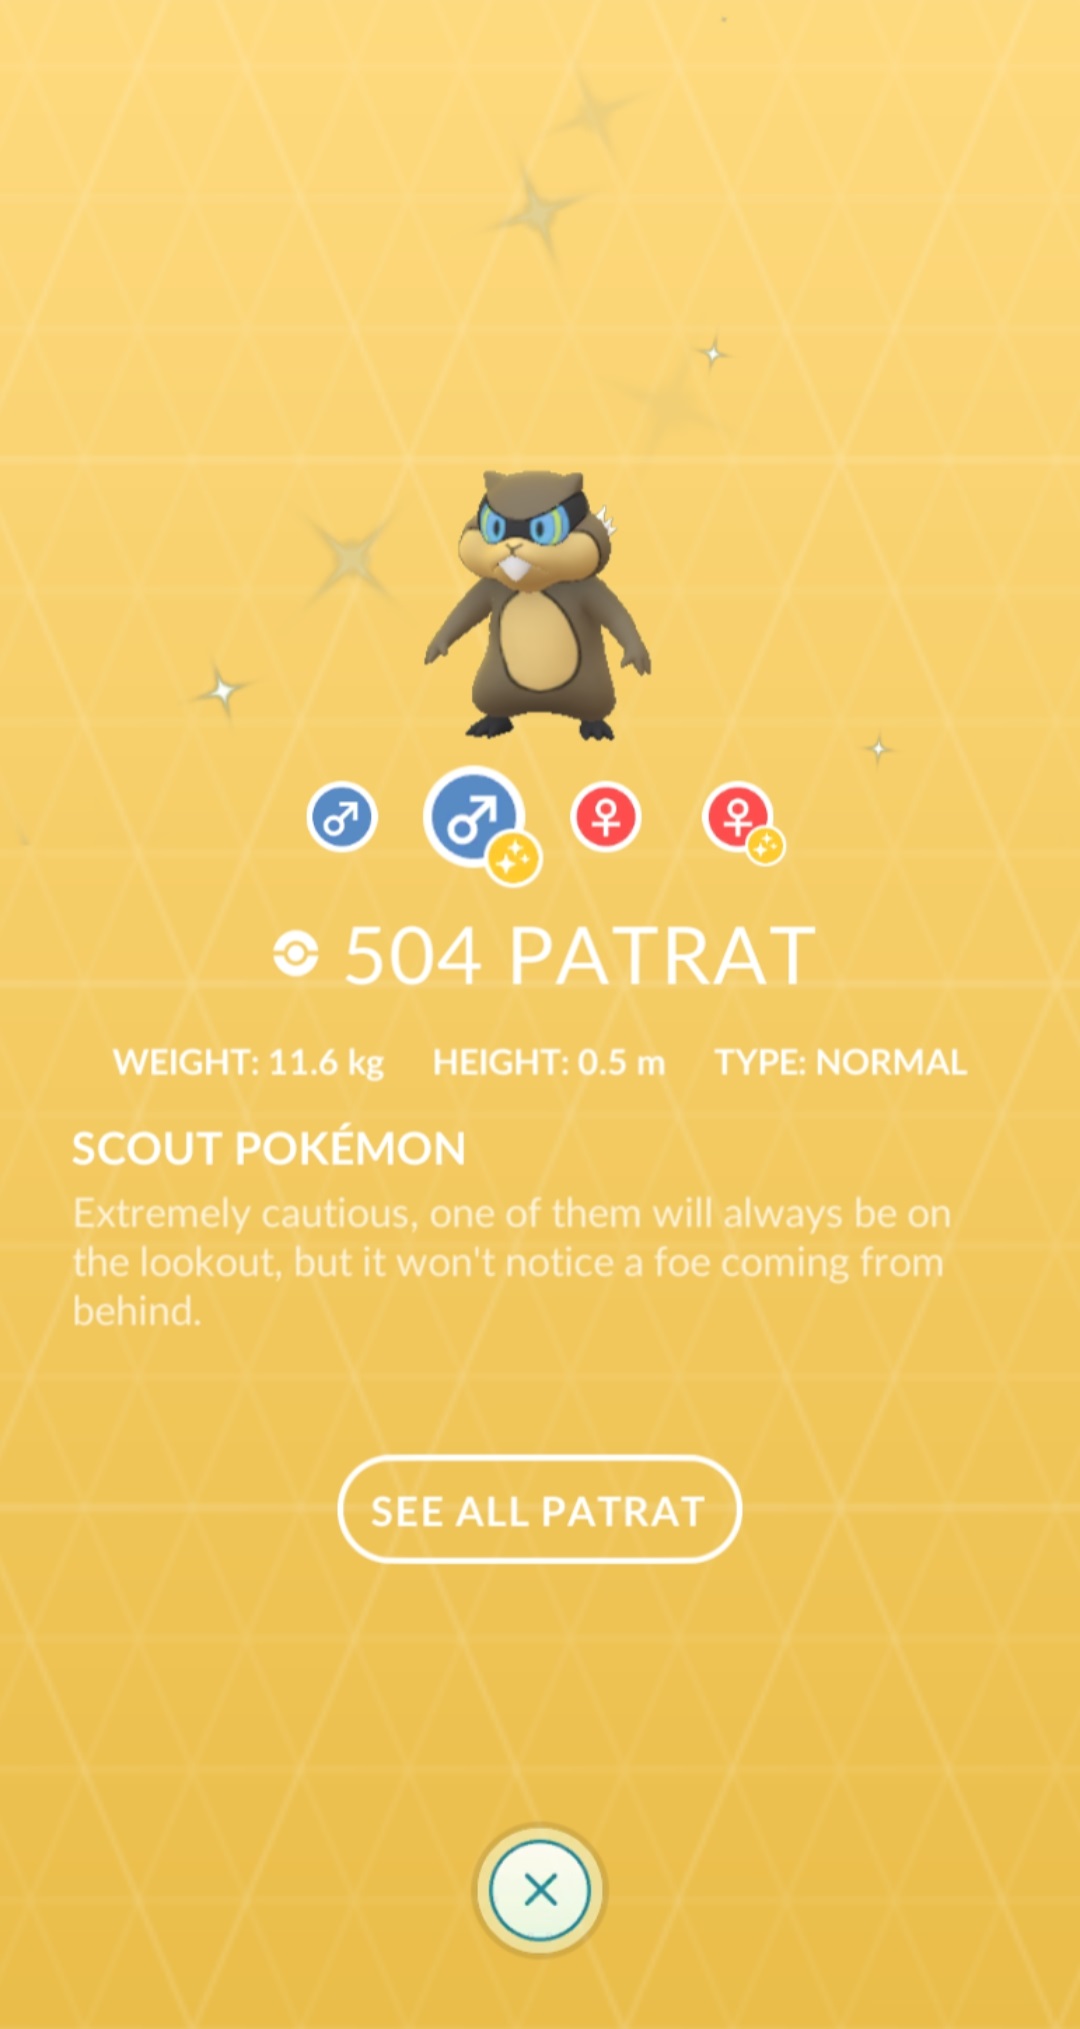 504 PATRAT
WEIGHT: 11.6 kg HEIGHT: 0.5 m TYPE: NORMAL
SCOUT POKÉMON
Extremely cautious, one of them will always be on
the lookout, but it won't notice a foe coming from
behind.
SEE ALL PATRAT